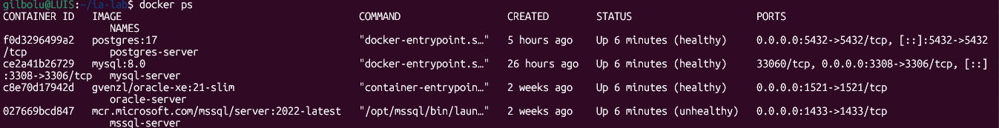 gilbolu@LUIS:~/ia-lab$ docker ps
CONTAINER ID   IMAGE                                        COMMAND                  CREATED        STATUS                     PORTS
                   NAMES
f0d3296499a2   postgres:17                                  "docker-entrypoint.s…"   5 hours ago    Up 6 minutes (healthy)     0.0.0.0:5432->5432/tcp, [::]:5432->5432
/tcp               postgres-server
ce2a41b26729   mysql:8.0                                    "docker-entrypoint.s…"   26 hours ago   Up 6 minutes (healthy)     33060/tcp, 0.0.0.0:3308->3306/tcp, [::]
:3308->3306/tcp    mysql-server
c8e70d17942d   gvenzl/oracle-xe:21-slim                     "container-entrypoin…"   2 weeks ago    Up 6 minutes (healthy)     0.0.0.0:1521->1521/tcp
                   oracle-server
027669bcd847   mcr.microsoft.com/mssql/server:2022-latest   "/opt/mssql/bin/laun…"   2 weeks ago    Up 6 minutes (unhealthy)   0.0.0.0:1433->1433/tcp
                   mssql-server